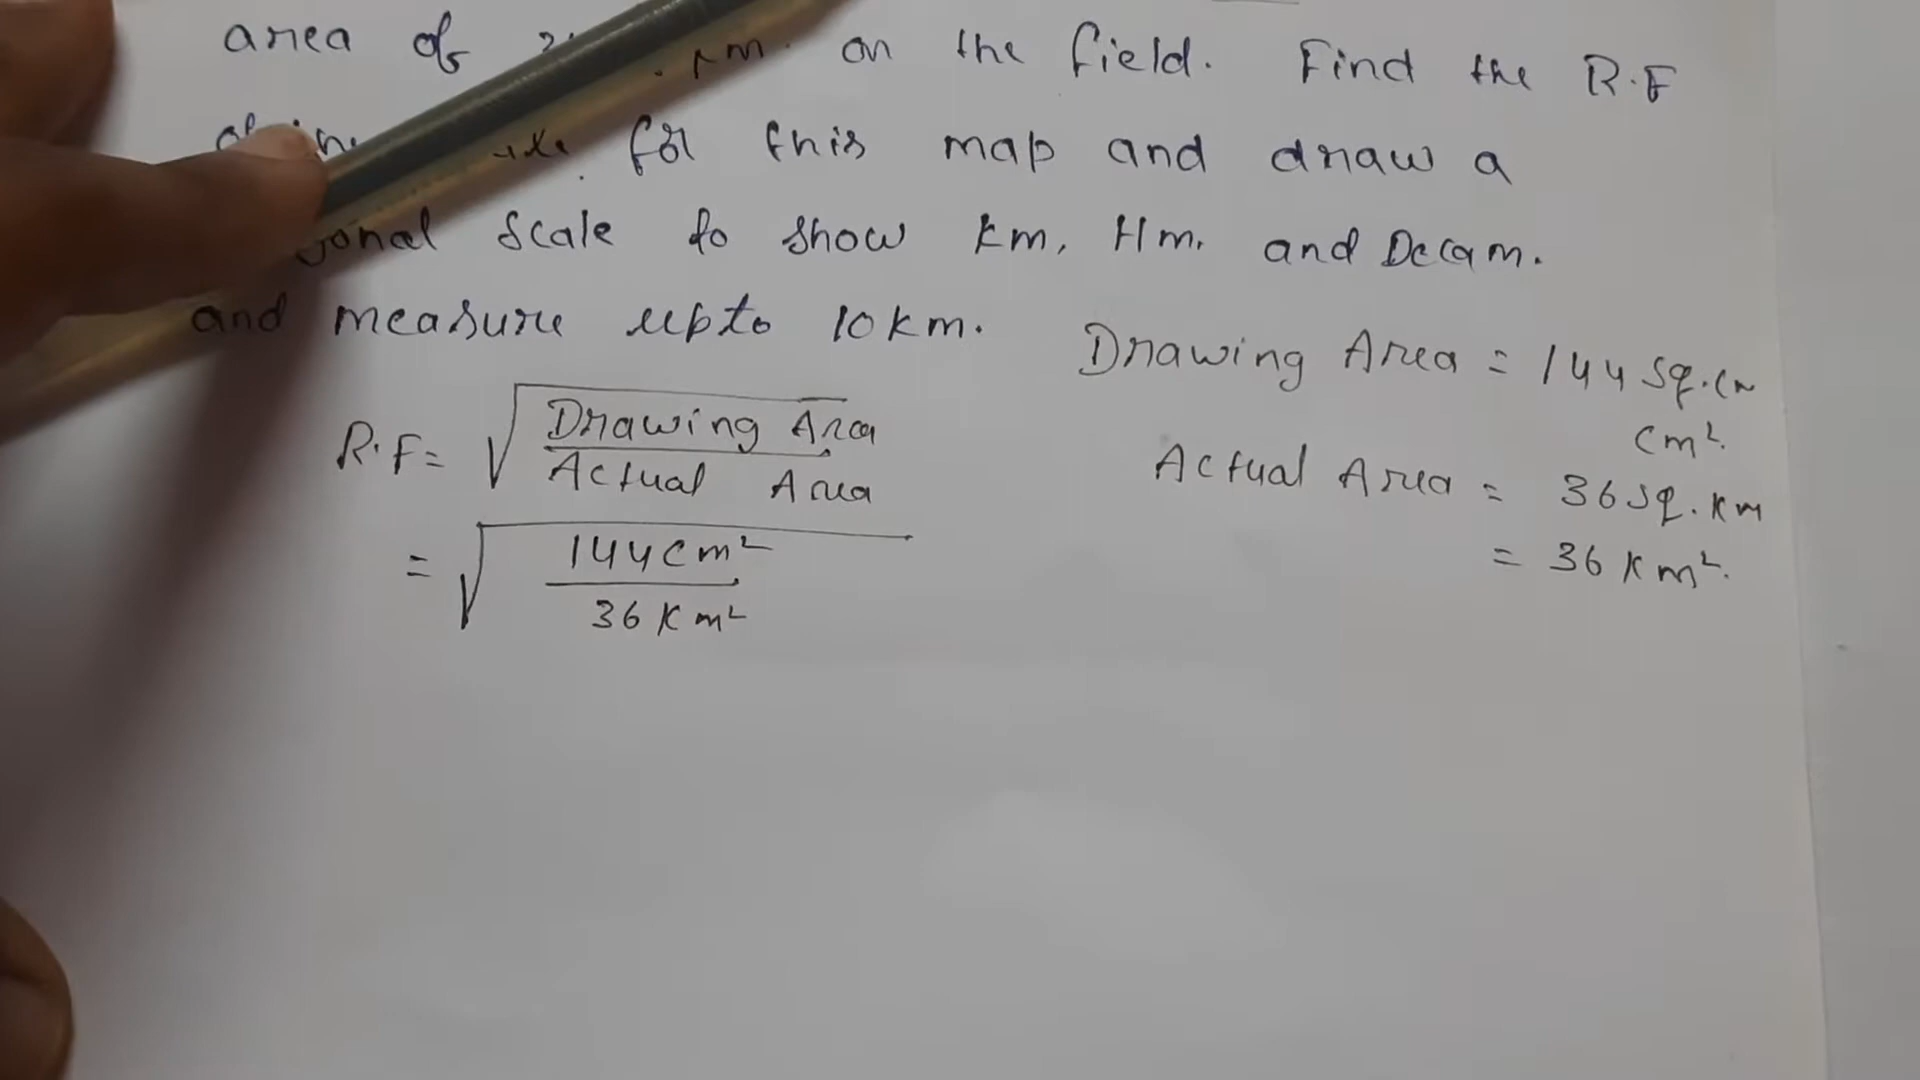 area of km. on the field. Find the R.F
for this map and draw a
scale to show km, Hm, and Decam.
and measure upto 10km.
Drawing Area = 144 sq.cm
cm².
R.F = √ Drawing Area
Actual Area
Actual Area = 36 sq. km
= 36 Km².
= √ 144cm²
36 Km²